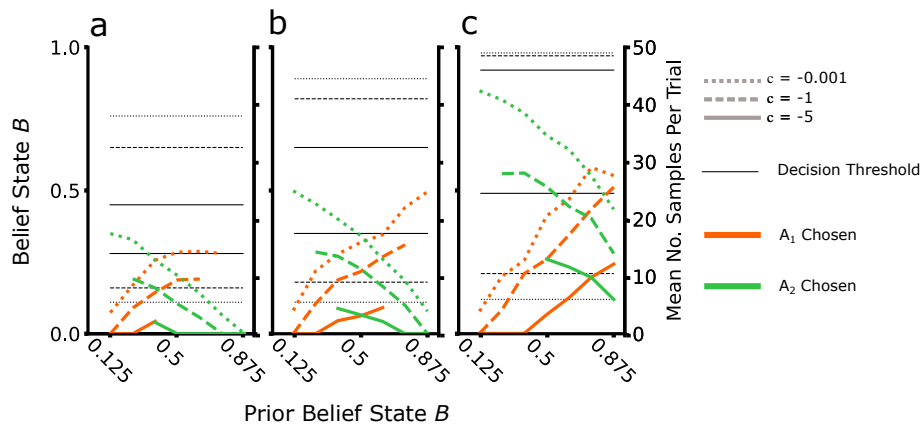 a
b
c
1.0
0.5
0.0
Belief State B
50
40
30
20
10
0
Mean No. Samples Per Trial
0.125
0.5
0.875
0.125
0.5
0.875
0.125
0.5
0.875
Prior Belief State B
c = -0.001
c = -1
c = -5
Decision Threshold
A₁ Chosen
A₂ Chosen